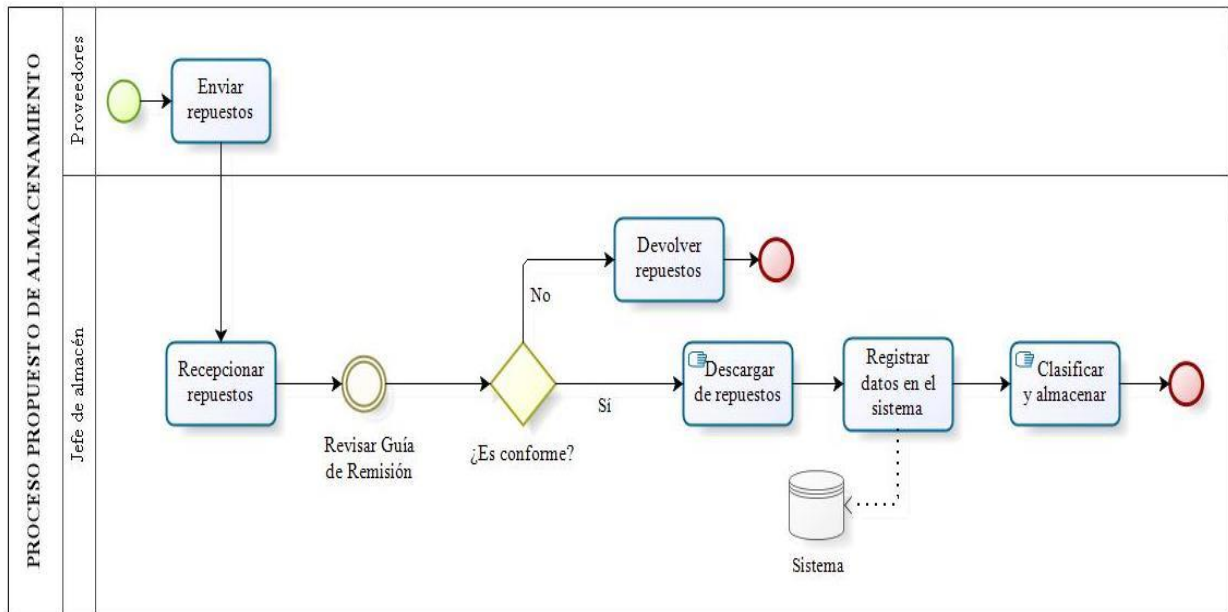 PROCESO PROPUESTO DE ALMACENAMIENTO
Proveedores
Enviar
repuestos
Jefe de almacén
Recepcionar
repuestos
Revisar Guía
de Remisión
¿Es conforme?
No
Devolver
repuestos
Sí
Descargar
de repuestos
Registrar
datos en el
sistema
Sistema
Clasificar
y almacenar